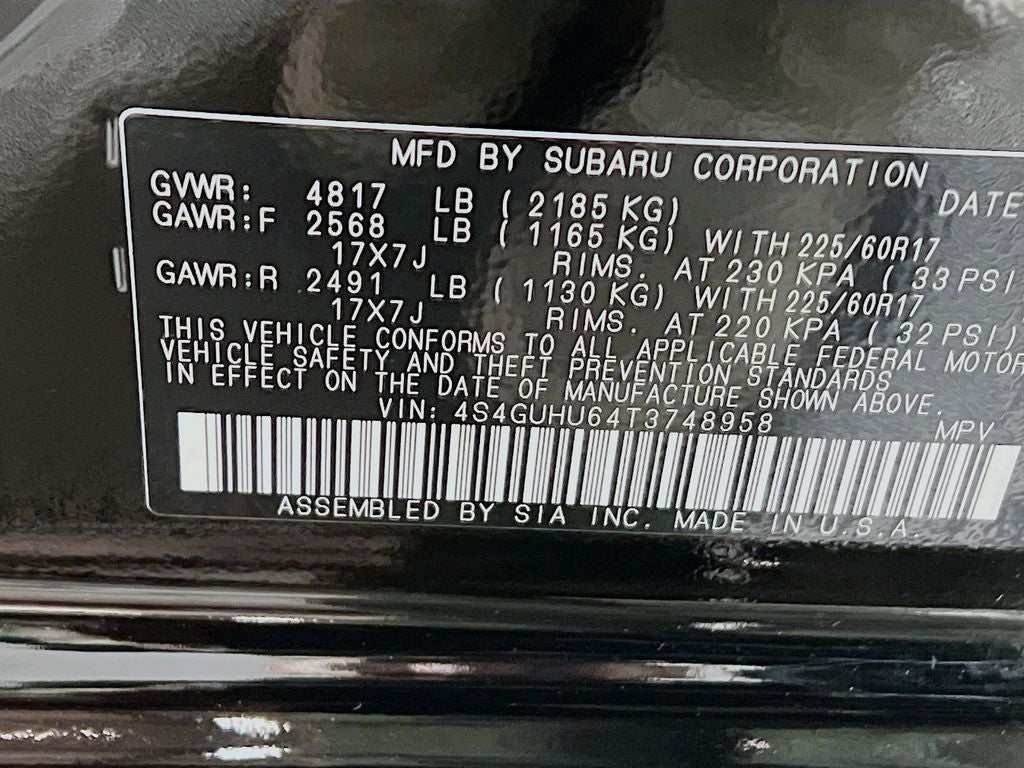 MFD BY SUBARU CORPORATION DATE
GVWR: 4817 LB ( 2185 KG)
GAWR:F 2568 LB ( 1165 KG) WITH 225/60R17
17X7J RIMS. AT 230 KPA ( 33 PSI
GAWR:R 2491 LB ( 1130 KG) WITH 225/60R17
17X7J RIMS. AT 220 KPA ( 32 PSI)
THIS VEHICLE CONFORMS TO ALL APPLICABLE FEDERAL MOTOR
VEHICLE SAFETY AND THEFT PREVENTION STANDARDS
IN EFFECT ON THE DATE OF MANUFACTURE SHOWN ABOVE.
VIN: 4S4GUHU64T3748958 MPV
ASSEMBLED BY SIA INC. MADE IN U.S.A.